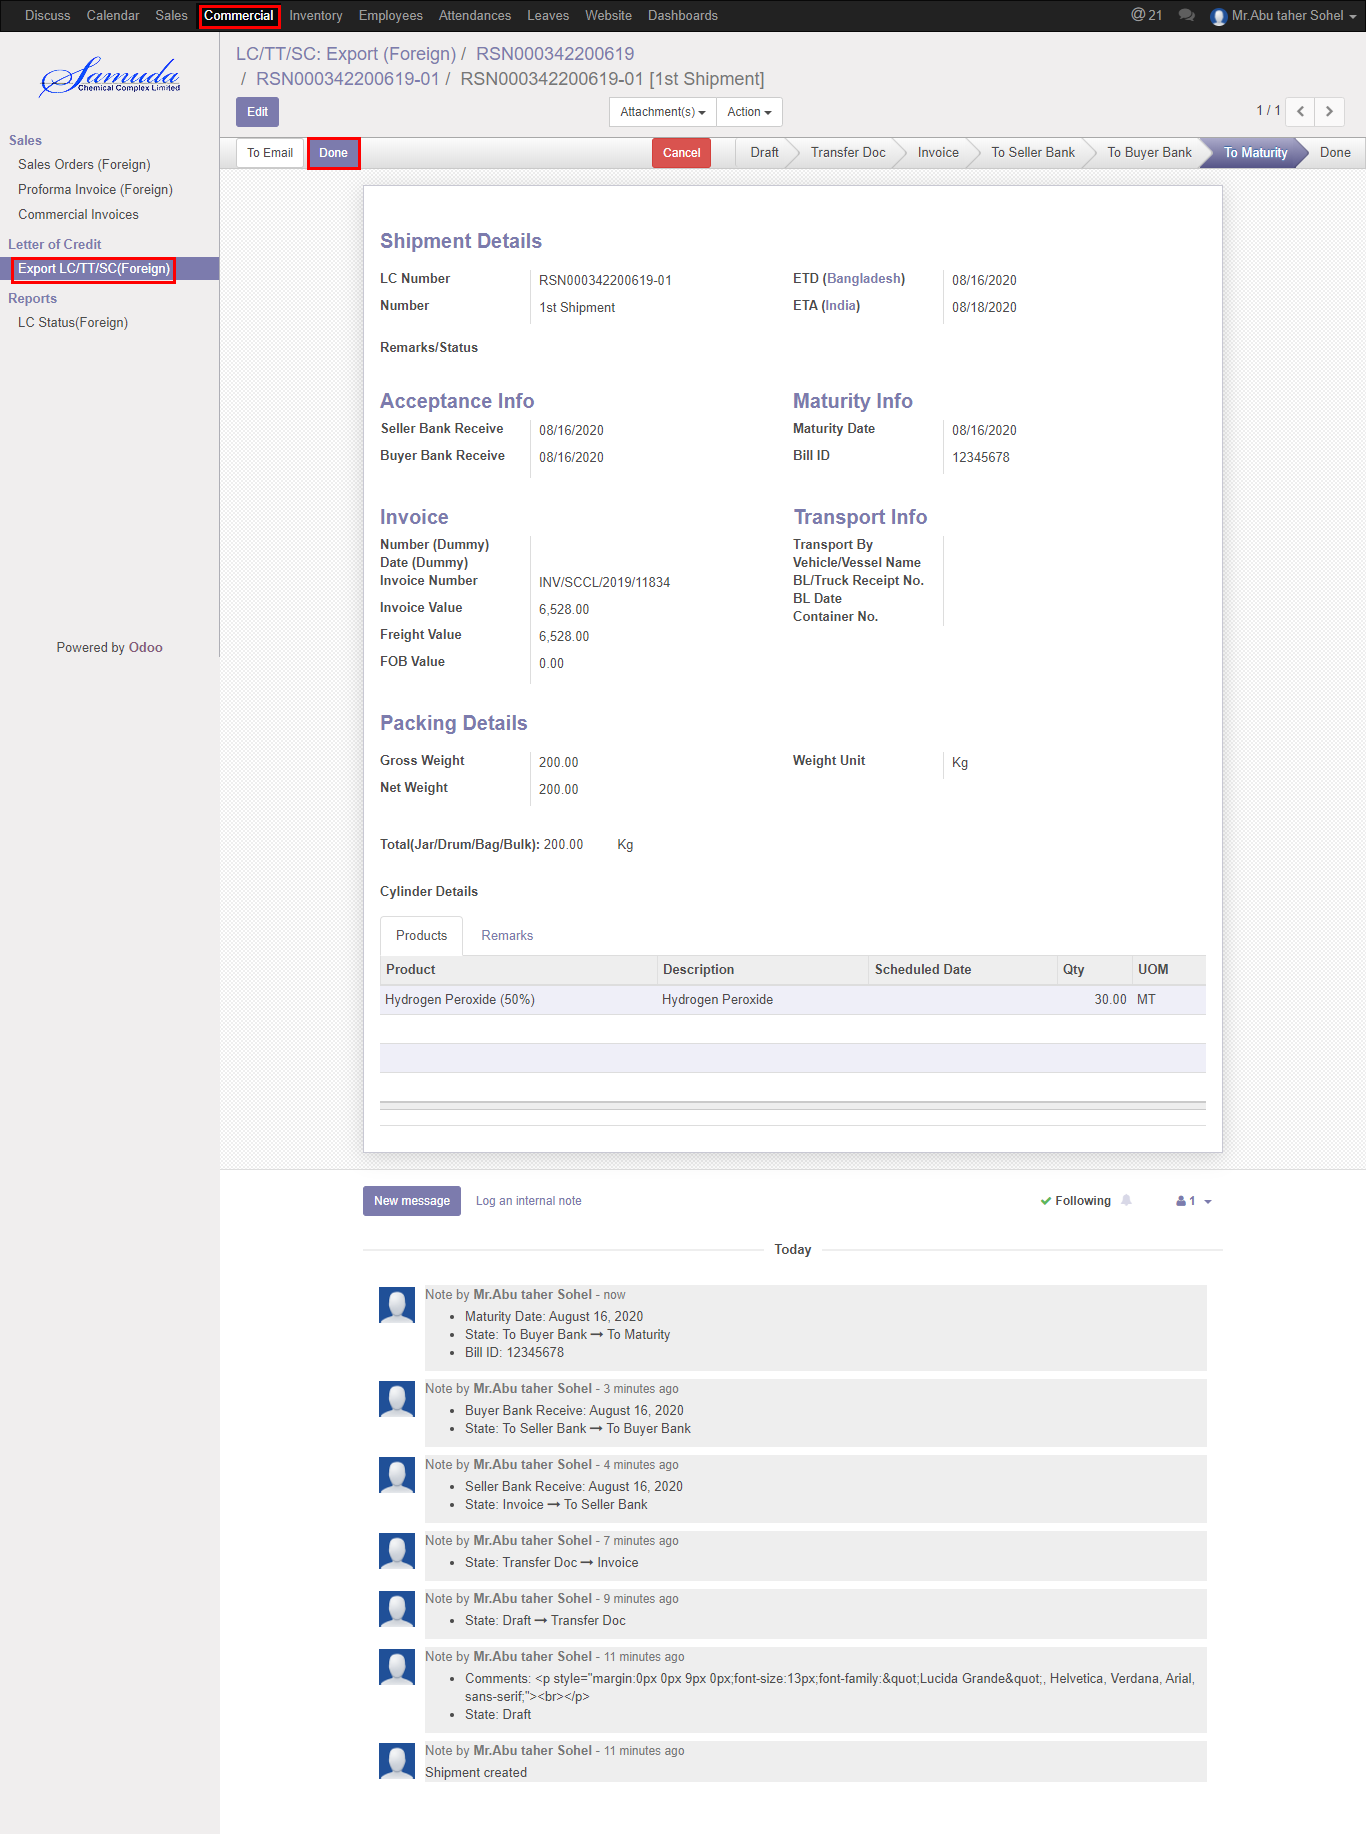 Discuss Calendar Sales Commercial Inventory Employees Attendances Leaves Website Dashboards @ 21 Mr.Abu taher Sohel
Samuda
Chemical Complex Limited
Sales
Sales Orders (Foreign)
Proforma Invoice (Foreign)
Commercial Invoices
Letter of Credit
Export LC/TT/SC(Foreign)
Reports
LC Status(Foreign)
Powered by Odoo
LC/TT/SC: Export (Foreign) / RSN000342200619
/ RSN000342200619-01 / RSN000342200619-01 [1st Shipment]
Edit Attachment(s) Action 1 / 1
To Email Done Cancel Draft Transfer Doc Invoice To Seller Bank To Buyer Bank To Maturity Done
Shipment Details
LC Number RSN000342200619-01 ETD (Bangladesh) 08/16/2020
Number 1st Shipment ETA (India) 08/18/2020
Remarks/Status
Acceptance Info Maturity Info
Seller Bank Receive 08/16/2020 Maturity Date 08/16/2020
Buyer Bank Receive 08/16/2020 Bill ID 12345678
Invoice Transport Info
Number (Dummy) Transport By
Date (Dummy) Vehicle/Vessel Name
Invoice Number INV/SCCL/2019/11834 BL/Truck Receipt No.
BL Date
Invoice Value 6,528.00 Container No.
Freight Value 6,528.00
FOB Value 0.00
Packing Details
Gross Weight 200.00 Weight Unit Kg
Net Weight 200.00
Total(Jar/Drum/Bag/Bulk): 200.00 Kg
Cylinder Details
Products Remarks
Product Description Scheduled Date Qty UOM
Hydrogen Peroxide (50%) Hydrogen Peroxide 30.00 MT
New message Log an internal note Following 1
Today
Note by Mr.Abu taher Sohel - now
• Maturity Date: August 16, 2020
• State: To Buyer Bank → To Maturity
• Bill ID: 12345678
Note by Mr.Abu taher Sohel - 3 minutes ago
• Buyer Bank Receive: August 16, 2020
• State: To Seller Bank → To Buyer Bank
Note by Mr.Abu taher Sohel - 4 minutes ago
• Seller Bank Receive: August 16, 2020
• State: Invoice → To Seller Bank
Note by Mr.Abu taher Sohel - 7 minutes ago
• State: Transfer Doc → Invoice
Note by Mr.Abu taher Sohel - 9 minutes ago
• State: Draft → Transfer Doc
Note by Mr.Abu taher Sohel - 11 minutes ago
• Comments: <p style="margin:0px 0px 9px 0px;font-size:13px;font-family:&quot;Lucida Grande&quot;, Helvetica, Verdana, Arial,
sans-serif;"><br></p>
• State: Draft
Note by Mr.Abu taher Sohel - 11 minutes ago
Shipment created